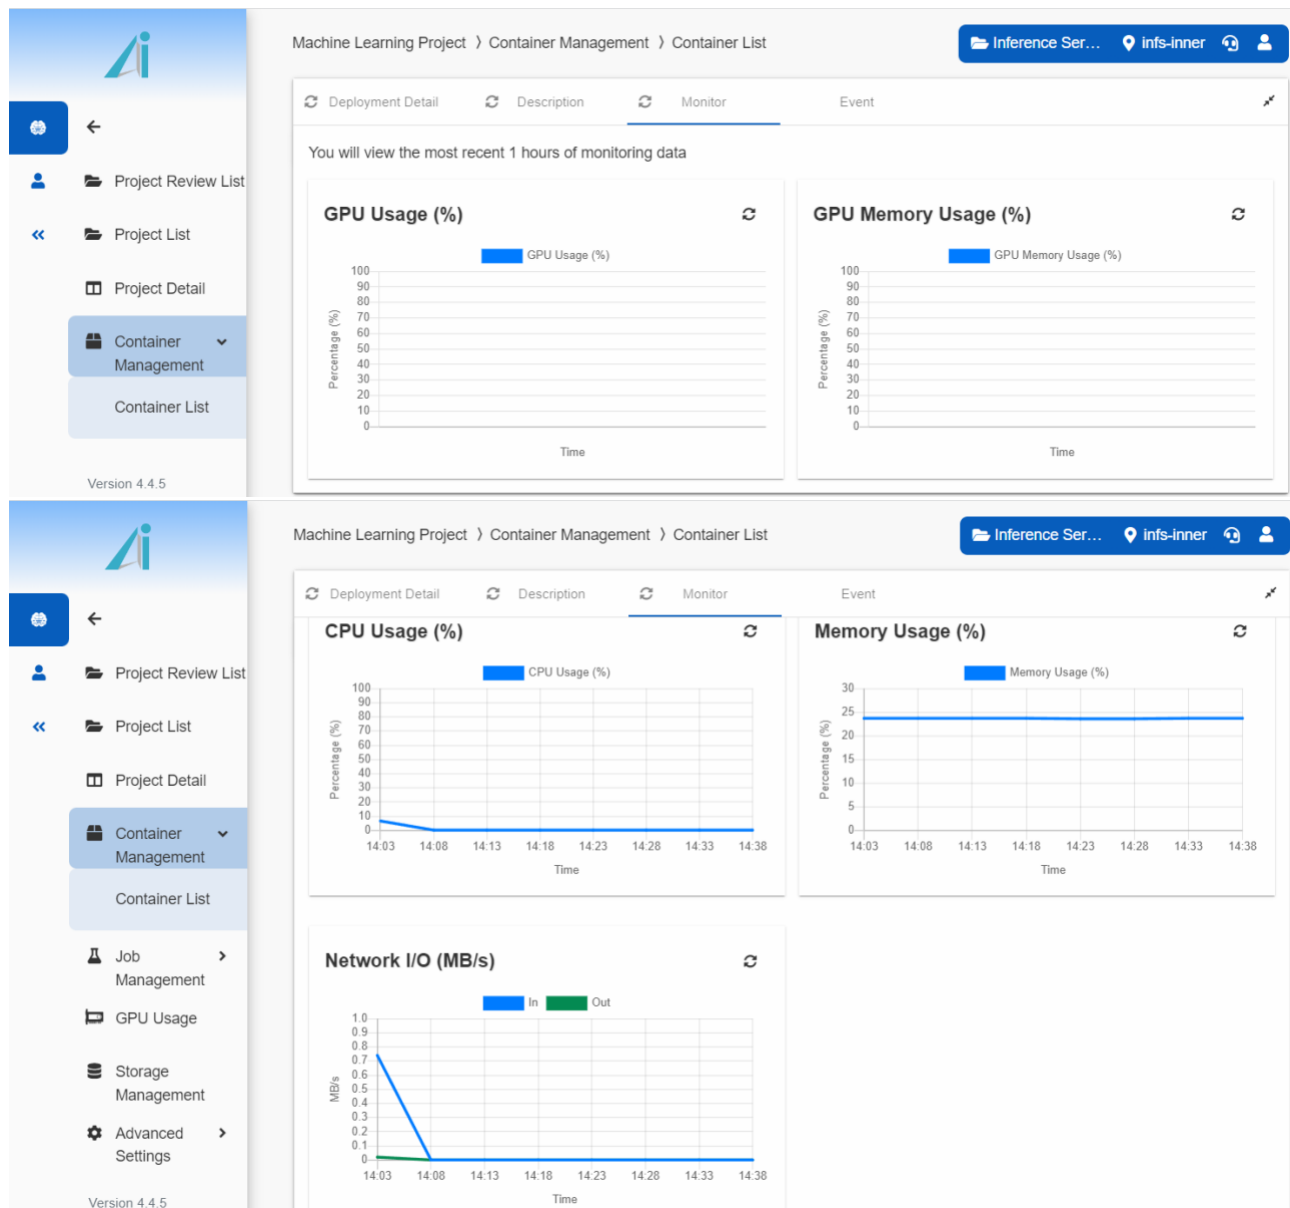 Machine Learning Project 〉 Container Management 〉 Container List
Inference Ser... infs-inner
Deployment Detail Description Monitor Event
Project Review List
Project List
Project Detail
Container
Management
Container List
Version 4.4.5
You will view the most recent 1 hours of monitoring data
GPU Usage (%)
GPU Usage (%)
100
90
80
70
60
50
40
30
20
10
0
Percentage (%)
Time
GPU Memory Usage (%)
GPU Memory Usage (%)
100
90
80
70
60
50
40
30
20
10
0
Percentage (%)
Time
Machine Learning Project 〉 Container Management 〉 Container List
Inference Ser... infs-inner
Deployment Detail Description Monitor Event
Project Review List
Project List
Project Detail
Container
Management
Container List
Job
Management
GPU Usage
Storage
Management
Advanced
Settings
Version 4.4.5
CPU Usage (%)
CPU Usage (%)
100
90
80
70
60
50
40
30
20
10
0
Percentage (%)
14:03 14:08 14:13 14:18 14:23 14:28 14:33 14:38
Time
Memory Usage (%)
Memory Usage (%)
30
25
20
15
10
5
0
Percentage (%)
14:03 14:08 14:13 14:18 14:23 14:28 14:33 14:38
Time
Network I/O (MB/s)
In Out
1.0
0.9
0.8
0.7
0.6
0.5
0.4
0.3
0.2
0.1
0
MB/s
14:03 14:08 14:13 14:18 14:23 14:28 14:33 14:38
Time